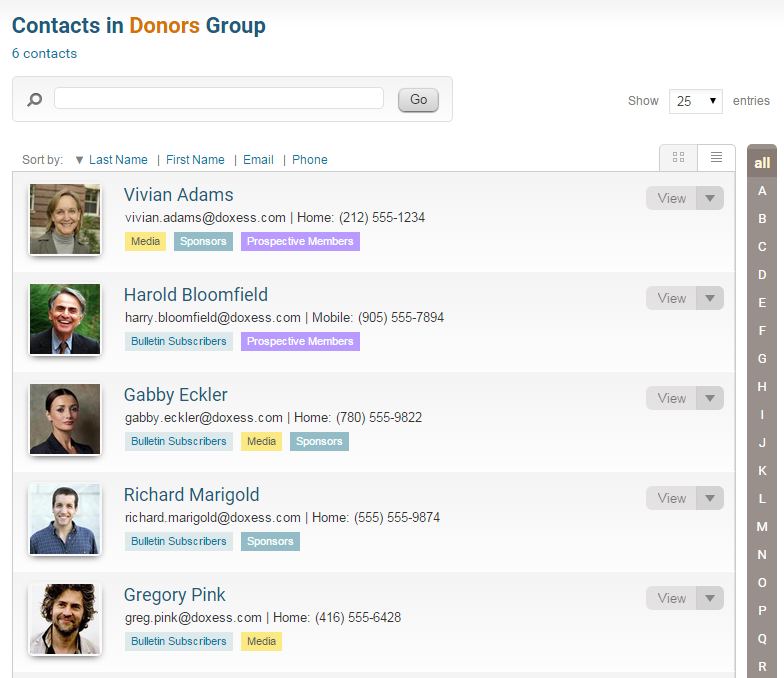 Contacts in Donors Group
6 contacts
Go
Show 25 entries
Sort by: ▼ Last Name | First Name | Email | Phone
all
Vivian Adams
View
vivian.adams@doxess.com | Home: (212) 555-1234
Media Sponsors Prospective Members
Harold Bloomfield
View
harry.bloomfield@doxess.com | Mobile: (905) 555-7894
Bulletin Subscribers Prospective Members
Gabby Eckler
View
gabby.eckler@doxess.com | Home: (780) 555-9822
Bulletin Subscribers Media Sponsors
Richard Marigold
View
richard.marigold@doxess.com | Home: (555) 555-9874
Bulletin Subscribers Sponsors
Gregory Pink
View
greg.pink@doxess.com | Home: (416) 555-6428
Bulletin Subscribers Media
A
B
C
D
E
F
G
H
I
J
K
L
M
N
O
P
Q
R